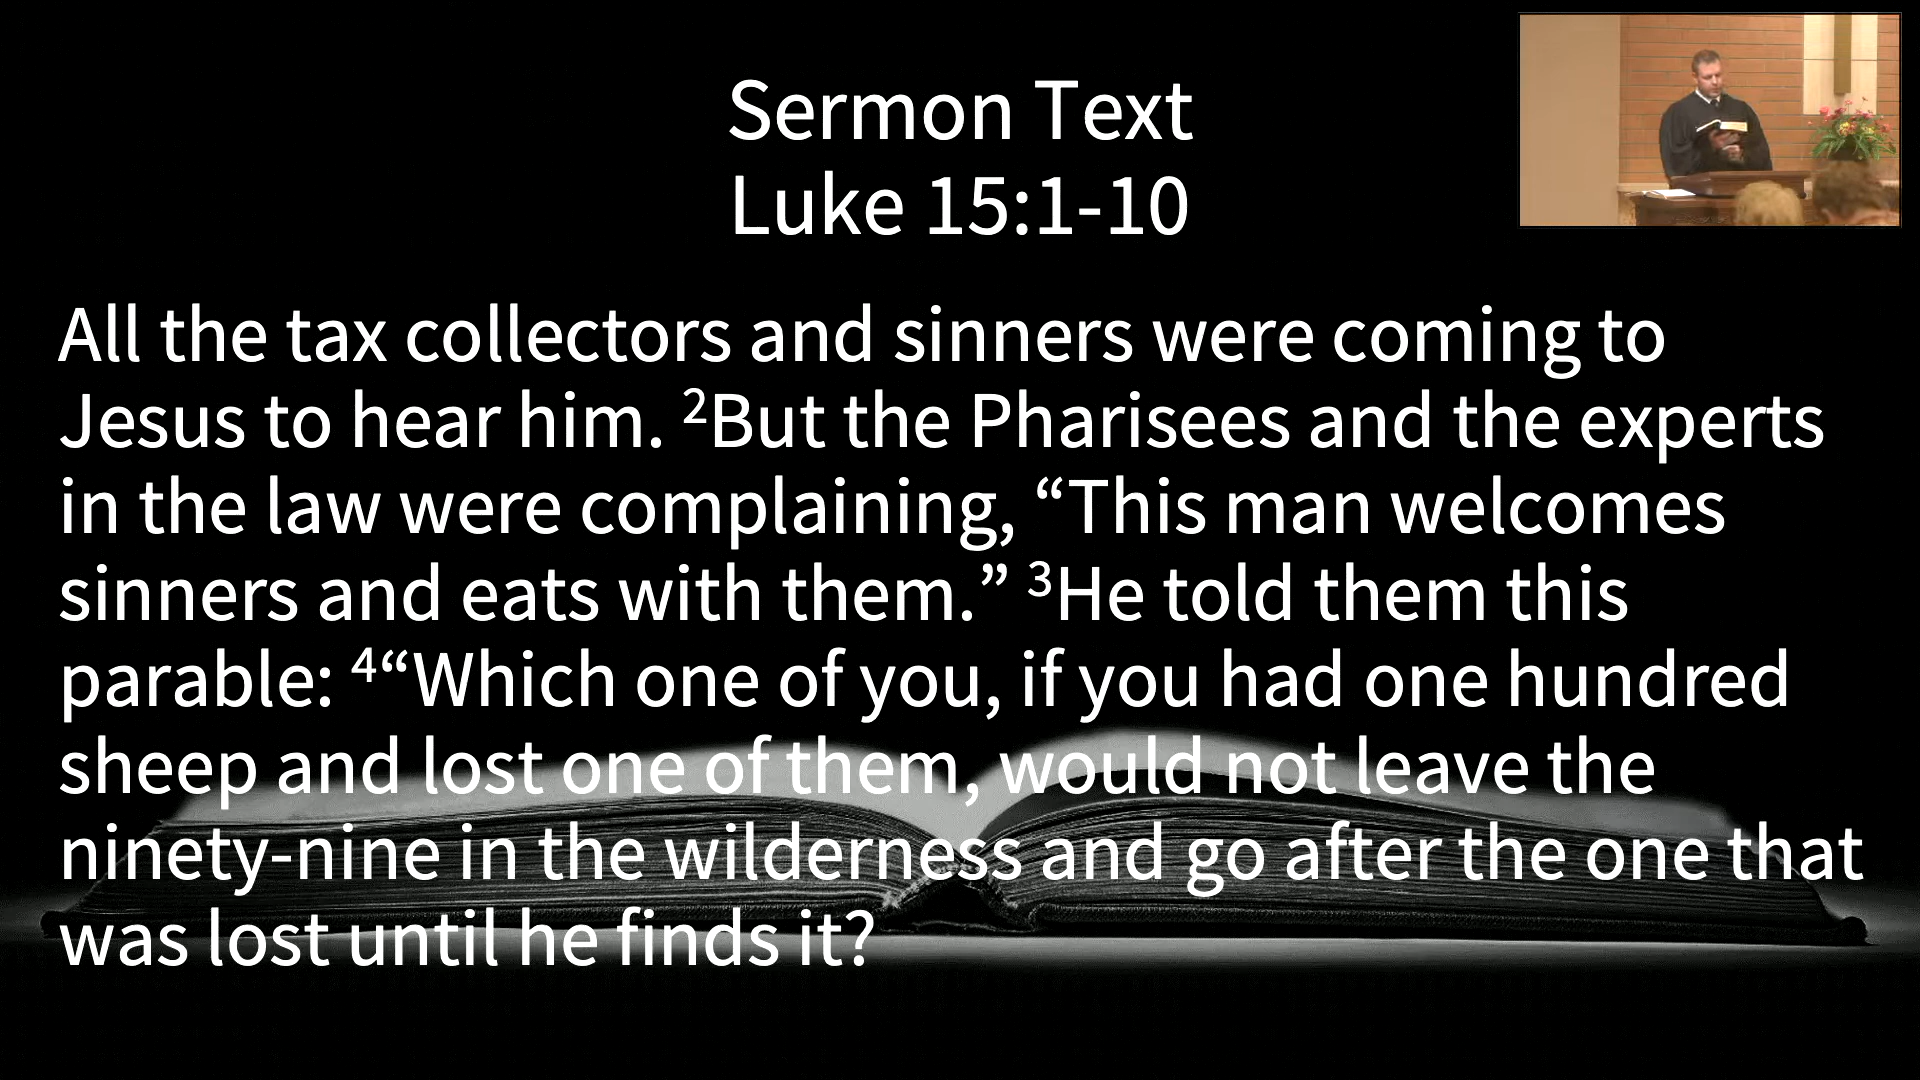 Sermon Text
Luke 15:1-10
All the tax collectors and sinners were coming to
Jesus to hear him. ²But the Pharisees and the experts
in the law were complaining, “This man welcomes
sinners and eats with them.” ³He told them this
parable: ⁴“Which one of you, if you had one hundred
sheep and lost one of them, would not leave the
ninety-nine in the wilderness and go after the one that
was lost until he finds it?